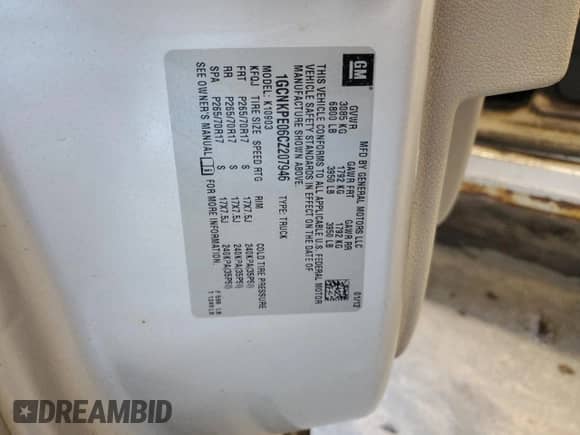 GM
MFD BY GENERAL MOTORS LLC
01/12
GVWR GAWR FRT GAWR RR
3085 KG 1792 KG 1792 KG
6800 LB 3950 LB 3950 LB
THIS VEHICLE CONFORMS TO ALL APPLICABLE U.S. FEDERAL MOTOR
VEHICLE SAFETY STANDARDS IN EFFECT ON THE DATE OF
MANUFACTURE SHOWN ABOVE.
1GCNKPE06CZ207946 TYPE: TRUCK
MODEL: K10903
KFQJ TIRE SIZE SPEED RTG RIM COLD TIRE PRESSURE
FRT P265/70R17 S 17X7.5J 240KPA(35PSI)
RR P265/70R17 S 17X7.5J 240KPA(35PSI)
SPA P265/70R17 S 17X7.5J 240KPA(35PSI)
SEE OWNER'S MANUAL i FOR MORE INFORMATION.
DREAMBID